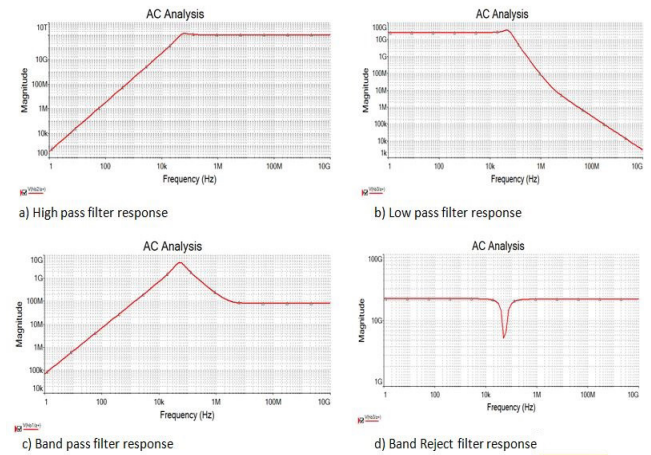 AC Analysis
10T
10G
100M
1M
10k
100
Magnitude
1 100 10k 1M 100M 10G
Frequency (Hz)
a) High pass filter response
AC Analysis
100G
10G
1G
100M
10M
1M
100k
10k
1k
Magnitude
1 100 10k 1M 100M 10G
Frequency (Hz)
b) Low pass filter response
AC Analysis
10G
1G
100M
10M
1M
100k
10k
Magnitude
1 100 10k 1M 100M 10G
Frequency (Hz)
c) Band pass filter response
AC Analysis
100G
10G
1G
Magnitude
1 100 10k 1M 100M 10G
Frequency (Hz)
d) Band Reject filter response